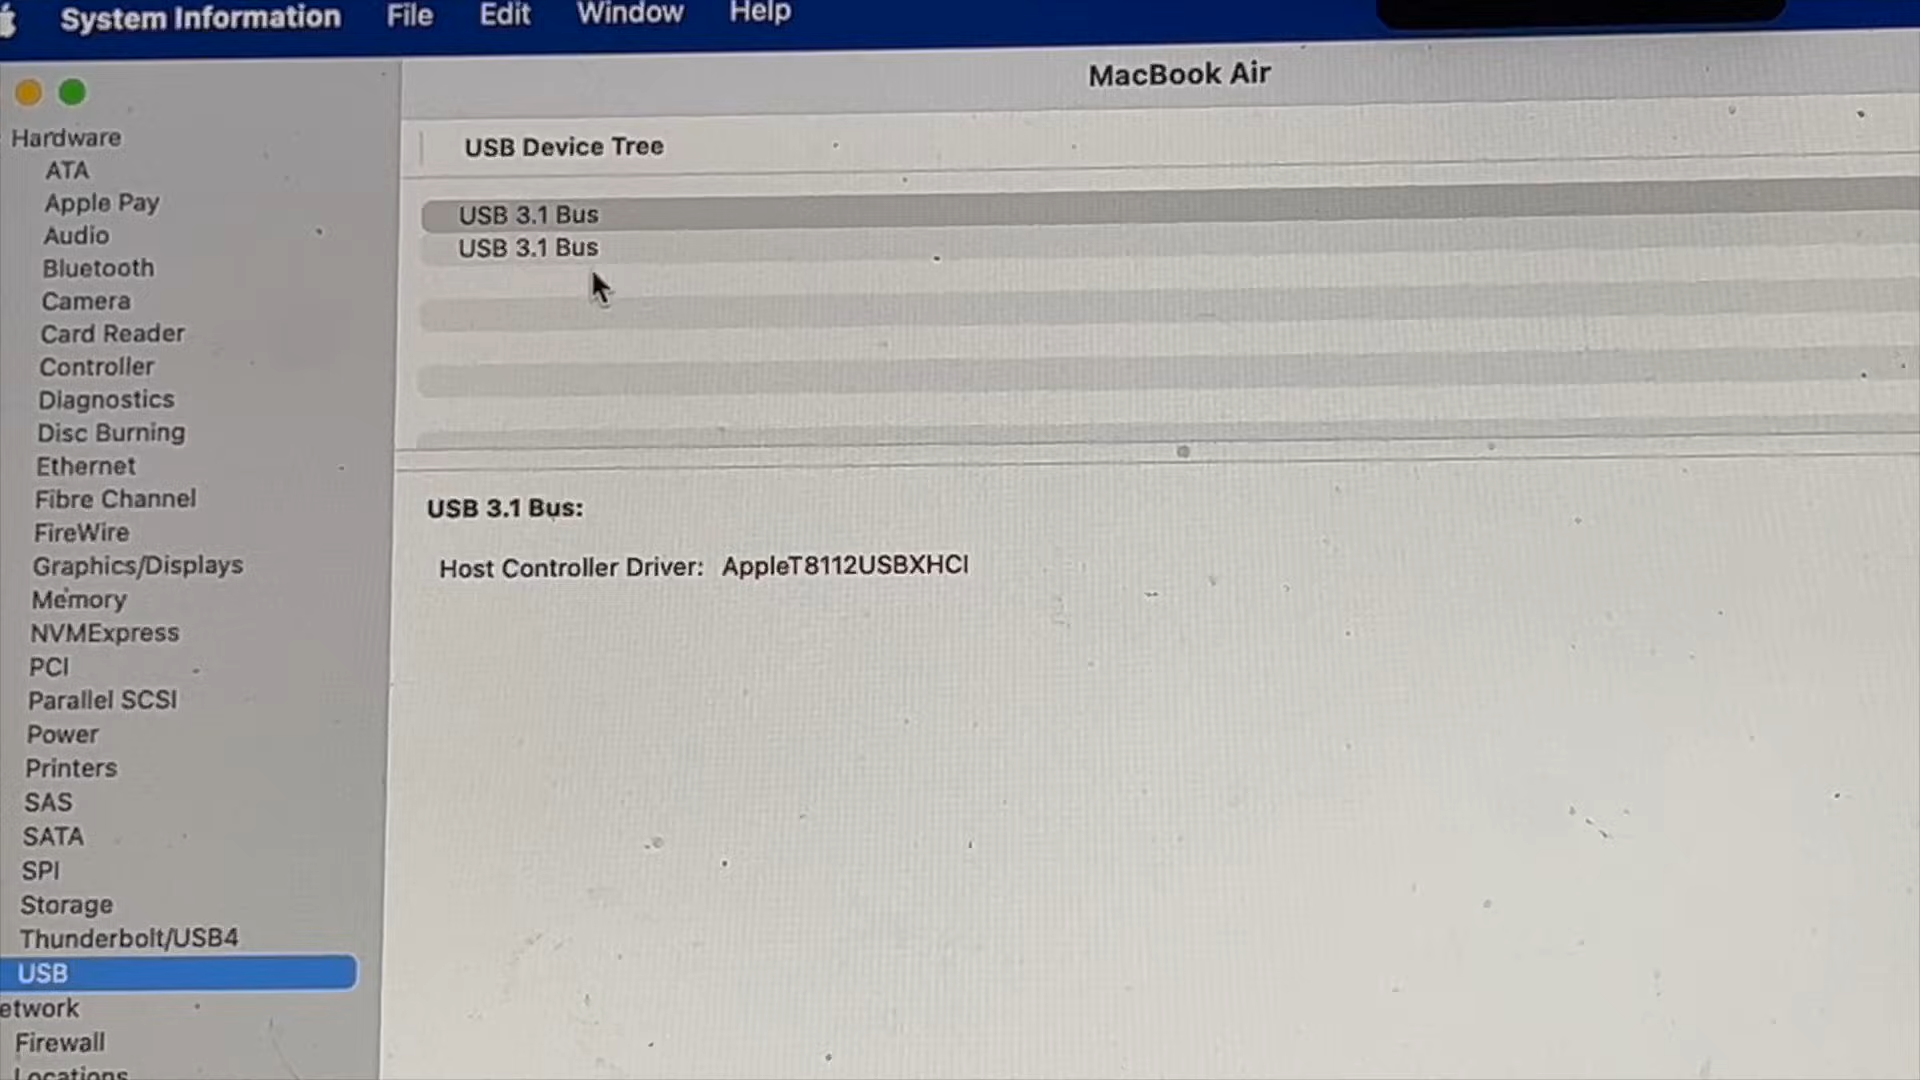 System Information File Edit Window Help
MacBook Air
Hardware
ATA
Apple Pay
Audio
Bluetooth
Camera
Card Reader
Controller
Diagnostics
Disc Burning
Ethernet
Fibre Channel
FireWire
Graphics/Displays
Memory
NVMExpress
PCI
Parallel SCSI
Power
Printers
SAS
SATA
SPI
Storage
Thunderbolt/USB4
USB
etwork
Firewall
Locations
USB Device Tree
USB 3.1 Bus
USB 3.1 Bus
USB 3.1 Bus:
Host Controller Driver: AppleT8112USBXHCI